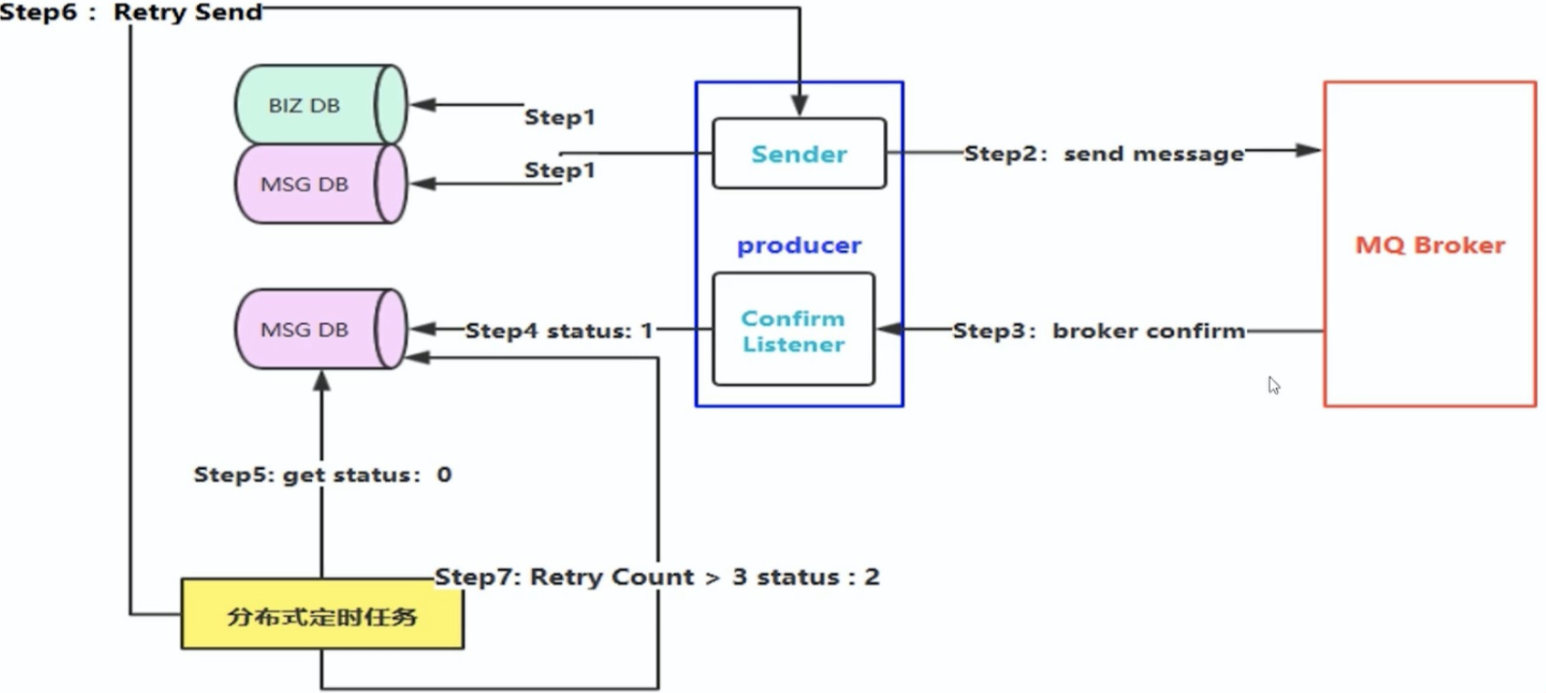 Step6 : Retry Send
BIZ DB
Step1
MSG DB
Step1
Sender
Step2: send message
producer
MQ Broker
MSG DB
Step4 status: 1
Confirm
Listener
Step3: broker confirm
Step5: get status: 0
Step7: Retry Count > 3 status : 2
分布式定时任务